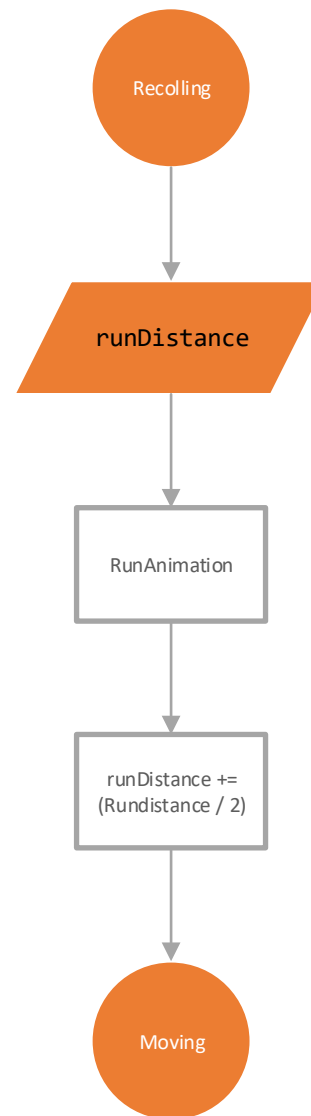 Recolling
runDistance
RunAnimation
runDistance +=
(Rundistance / 2)
Moving